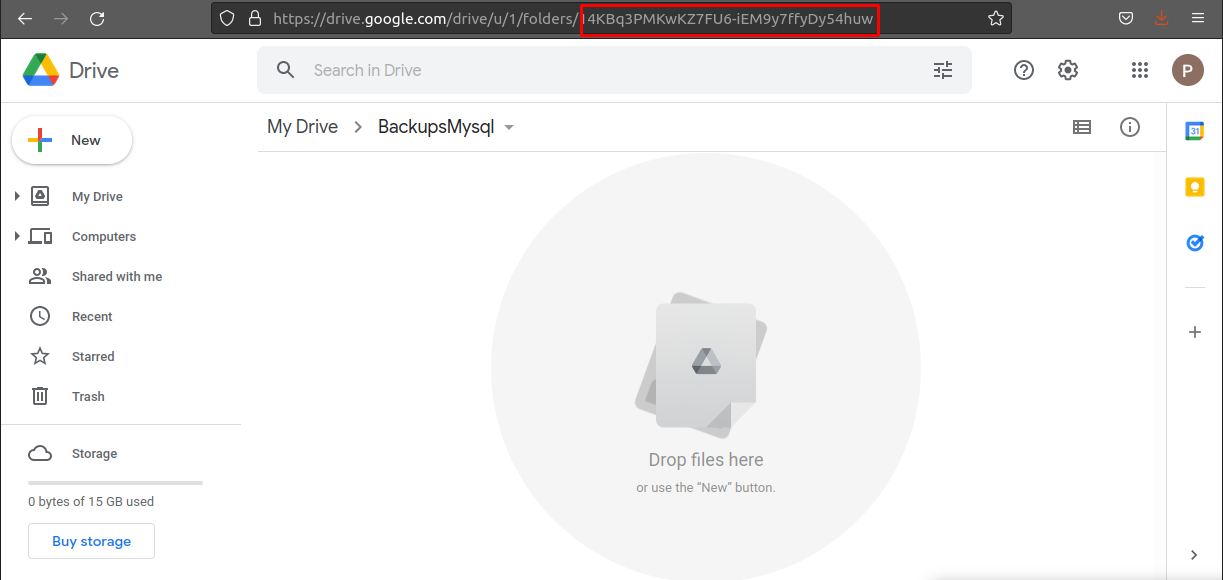 https://drive.google.com/drive/u/1/folders/14KBq3PMKwKZ7FU6-iEM9y7ffyDy54huw
Drive
Search in Drive
P
My Drive
BackupsMysql
New
31
My Drive
Computers
Shared with me
Recent
Starred
Trash
Storage
0 bytes of 15 GB used
Buy storage
Drop files here
or use the “New” button.